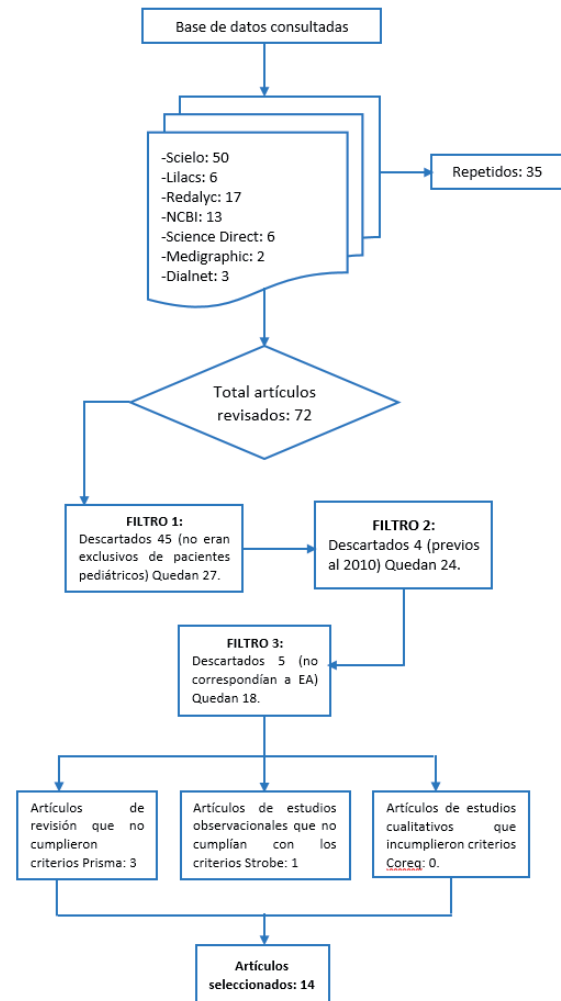 Base de datos consultadas
-Scielo: 50
-Lilacs: 6
-Redalyc: 17
-NCBI: 13
-Science Direct: 6
-Medigraphic: 2
-Dialnet: 3
Repetidos: 35
Total artículos
revisados: 72
FILTRO 1:
Descartados 45 (no eran
exclusivos de pacientes
pediátricos) Quedan 27.
FILTRO 2:
Descartados 4 (previos
al 2010) Quedan 24.
FILTRO 3:
Descartados 5 (no
correspondían a EA)
Quedan 18.
Artículos de
revisión que no
cumplieron
criterios Prisma: 3
Artículos de estudios
observacionales que no
cumplían con los
criterios Strobe: 1
Artículos de estudios
cualitativos que
incumplieron criterios
Coreq: 0.
Artículos
seleccionados: 14